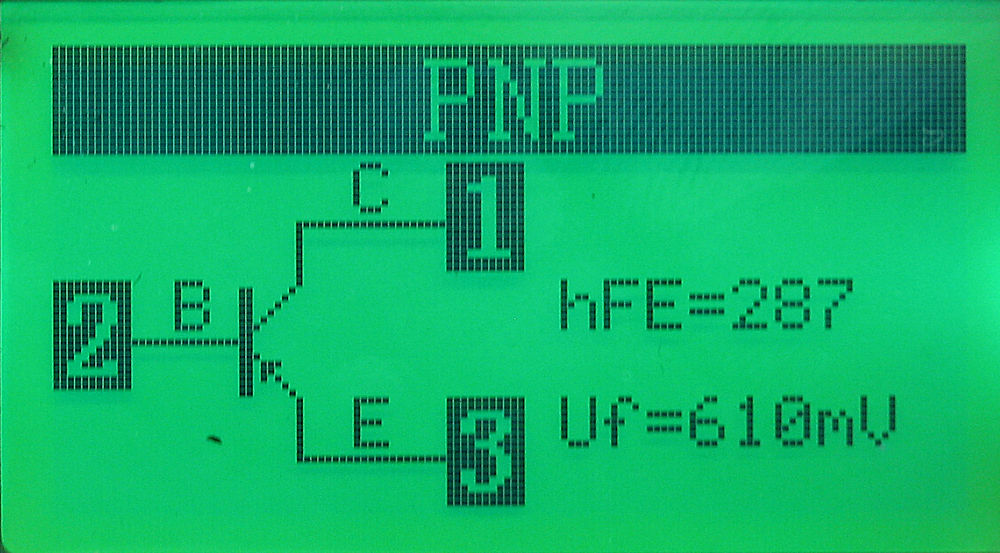 PNP
C 1
2 B
hFE=287
E 3
Uf=610mV